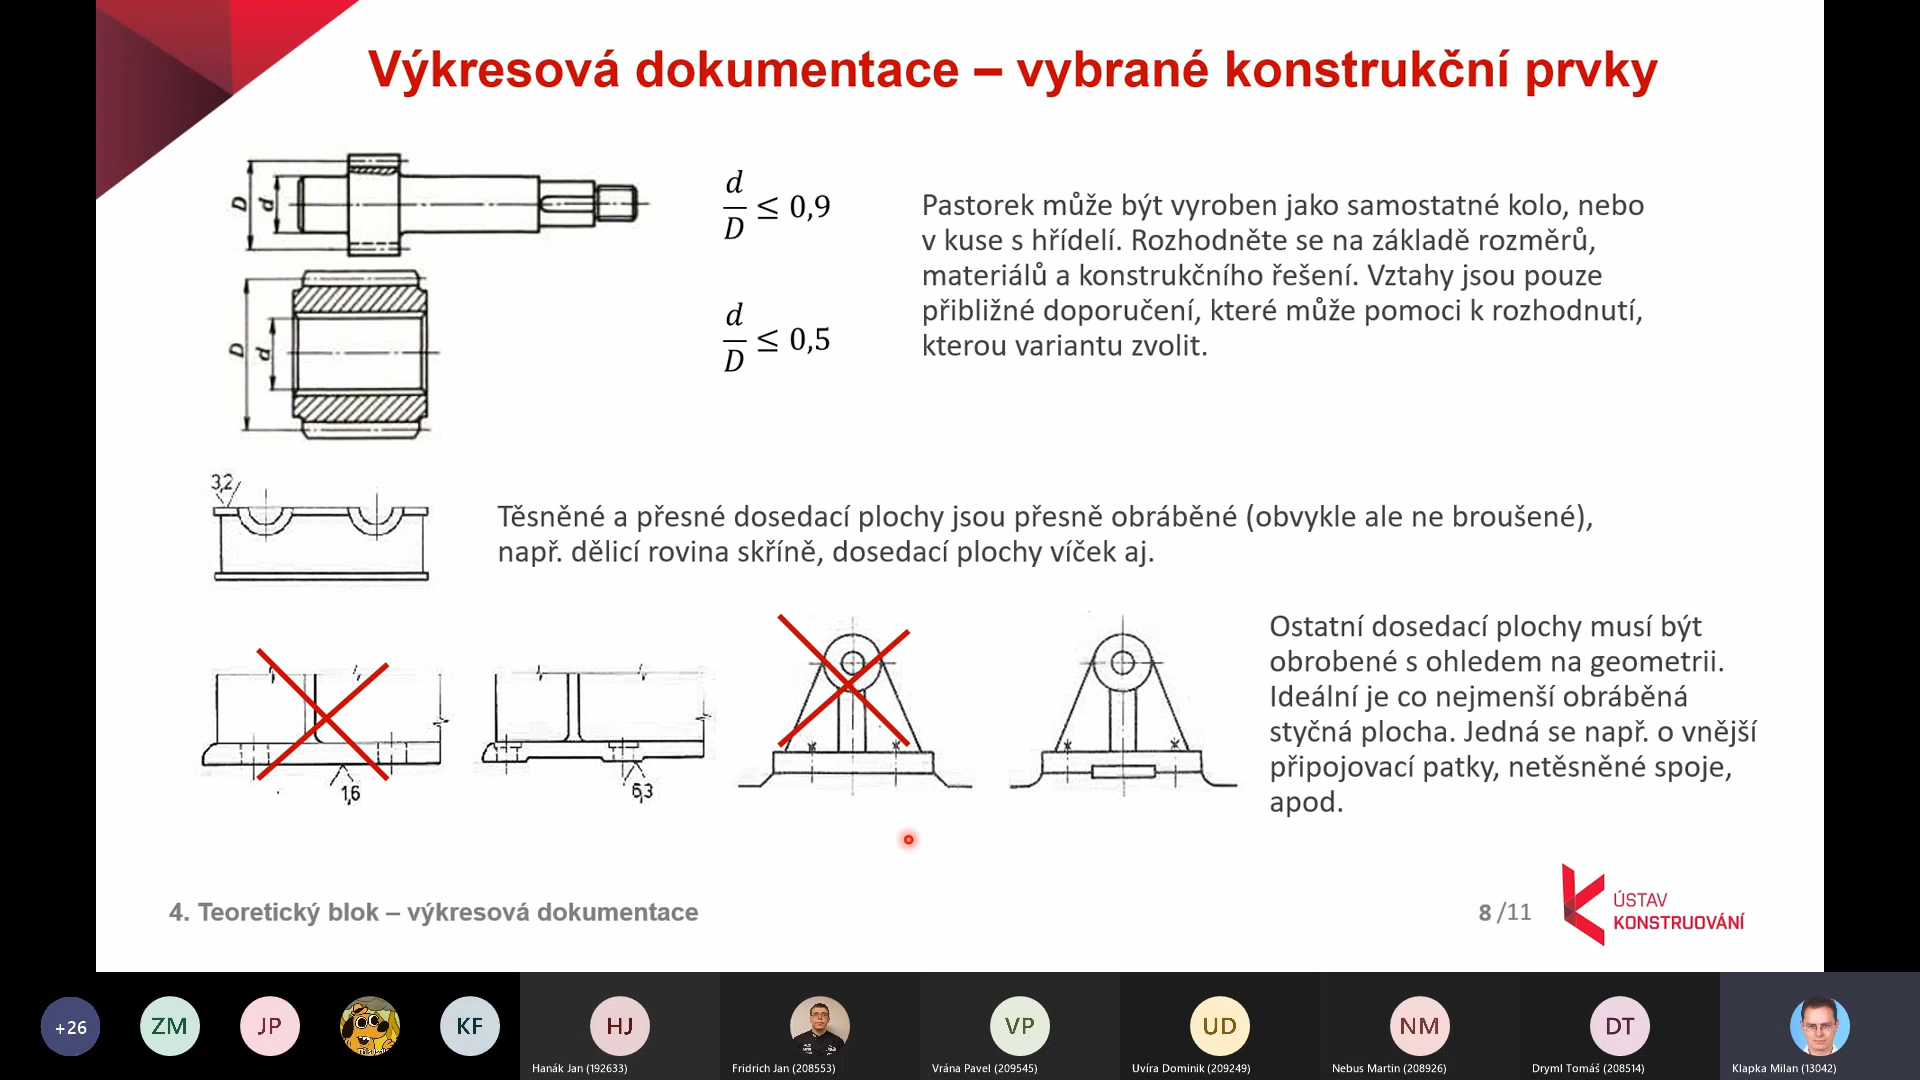 Výkresová dokumentace – vybrané konstrukční prvky
D
d
d
D
≤ 0,9
Pastorek může být vyroben jako samostatné kolo, nebo
v kuse s hřídelí. Rozhodněte se na základě rozměrů,
materiálů a konstrukčního řešení. Vztahy jsou pouze
přibližné doporučení, které může pomoci k rozhodnutí,
kterou variantu zvolit.
D
d
d
D
≤ 0,5
3,2
Těsněné a přesné dosedací plochy jsou přesně obráběné (obvykle ale ne broušené),
např. dělicí rovina skříně, dosedací plochy víček aj.
1,6
6,3
Ostatní dosedací plochy musí být
obrobené s ohledem na geometrii.
Ideální je co nejmenší obráběná
styčná plocha. Jedná se např. o vnější
připojovací patky, netěsněné spoje,
apod.
4. Teoretický blok – výkresová dokumentace
8 /11
ÚSTAV
KONSTRUOVÁNÍ
+26
ZM
JP
KF
HJ
VP
UD
NM
DT
Hanák Jan (192633)
Fridrich Jan (208553)
Vrána Pavel (209545)
Uvíra Dominik (209249)
Nebus Martin (208926)
Dryml Tomáš (208514)
Klapka Milan (13042)